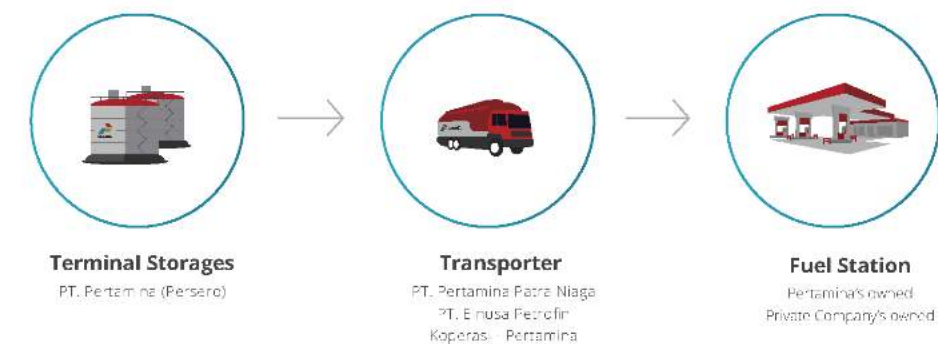 Terminal Storages
PT. Pertamina (Persero)
Transporter
PT. Pertamina Patra Niaga
PT. Elnusa Petrofin
Koperasi - Pertamina
Fuel Station
Pertamina's owned
Private Company's owned